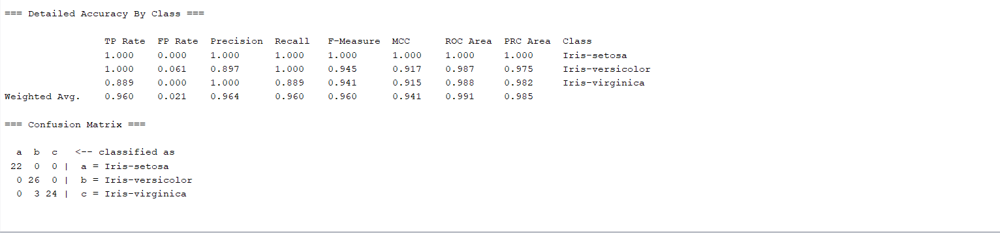 === Detailed Accuracy By Class ===
                 TP Rate  FP Rate  Precision  Recall   F-Measure  MCC      ROC Area  PRC Area  Class
                 1.000    0.000    1.000      1.000    1.000      1.000    1.000     1.000     Iris-setosa
                 1.000    0.061    0.897      1.000    0.945      0.917    0.987     0.975     Iris-versicolor
                 0.889    0.000    1.000      0.889    0.941      0.915    0.988     0.982     Iris-virginica
Weighted Avg.    0.960    0.021    0.964      0.960    0.960      0.941    0.991     0.985
=== Confusion Matrix ===
  a  b  c   <-- classified as
 22  0  0 |  a = Iris-setosa
  0 26  0 |  b = Iris-versicolor
  0  3 24 |  c = Iris-virginica